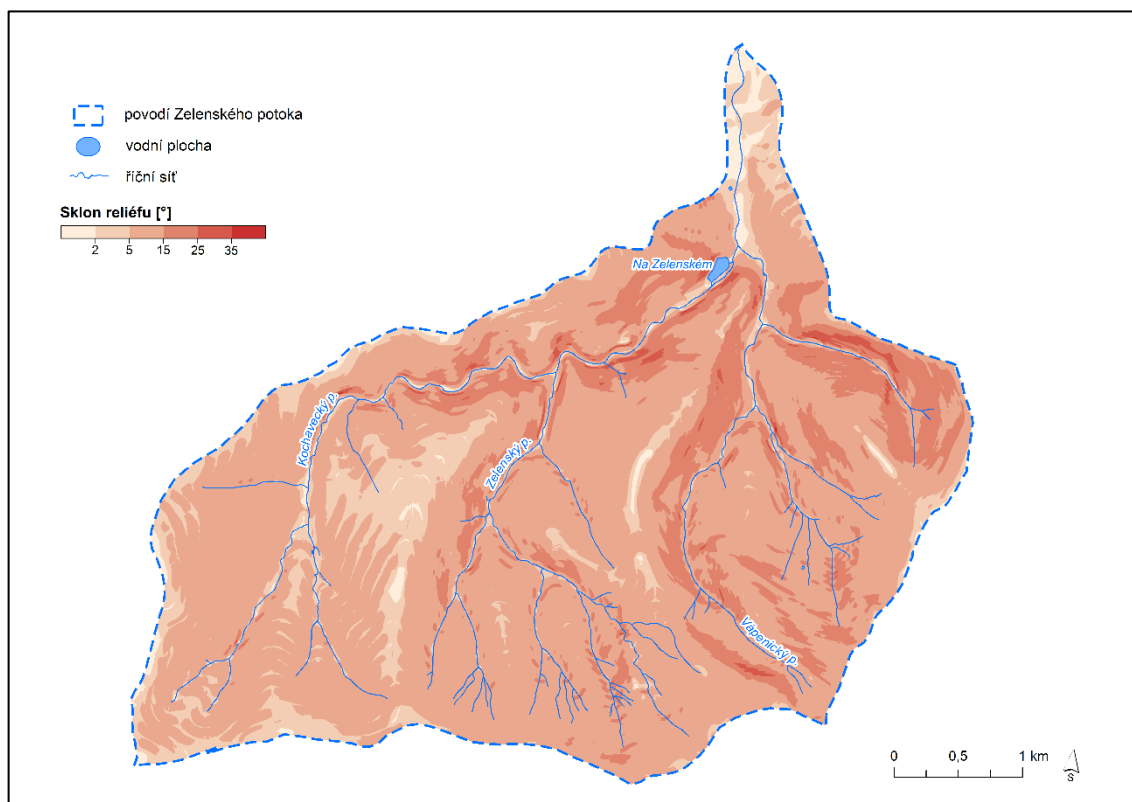 povodí Zelenského potoka
vodní plocha
říční síť
Sklon reliéfu [°]
2 5 15 25 35
Na Zelenském
Kochavecký p.
Zelenský p.
Vápenický p.
0 0,5 1 km
S